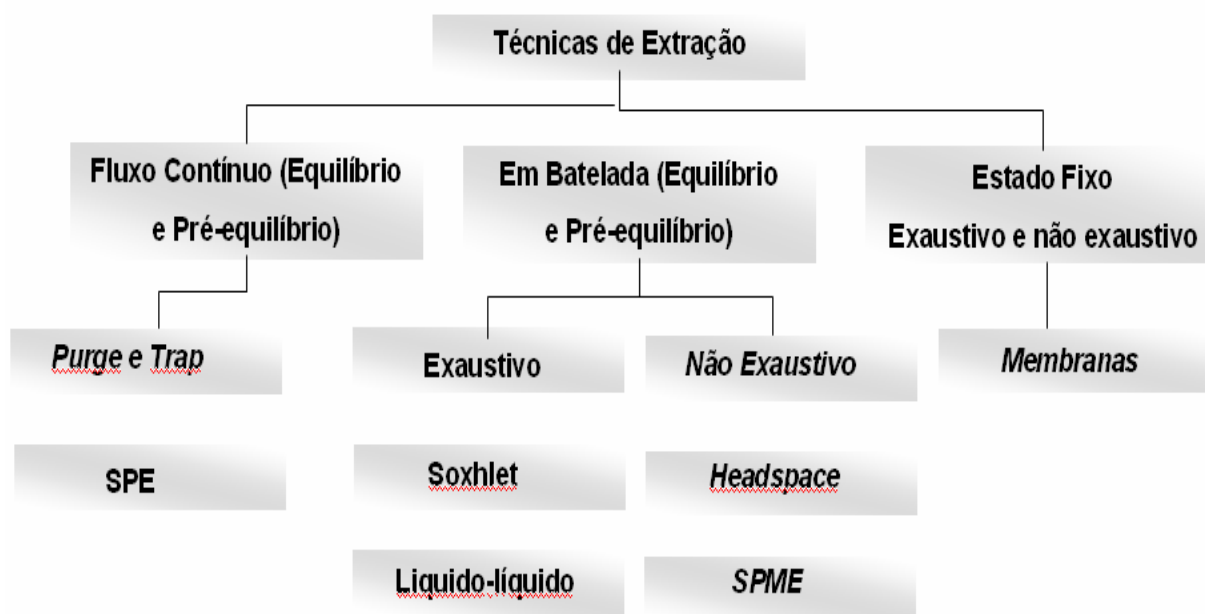 Técnicas de Extração
Fluxo Contínuo (Equilíbrio
e Pré-equilíbrio)
Em Batelada (Equilíbrio
e Pré-equilíbrio)
Estado Fixo
Exaustivo e não exaustivo
Purge e Trap
Exaustivo
Não Exaustivo
Membranas
SPE
Soxhlet
Headspace
Liquido-líquido
SPME